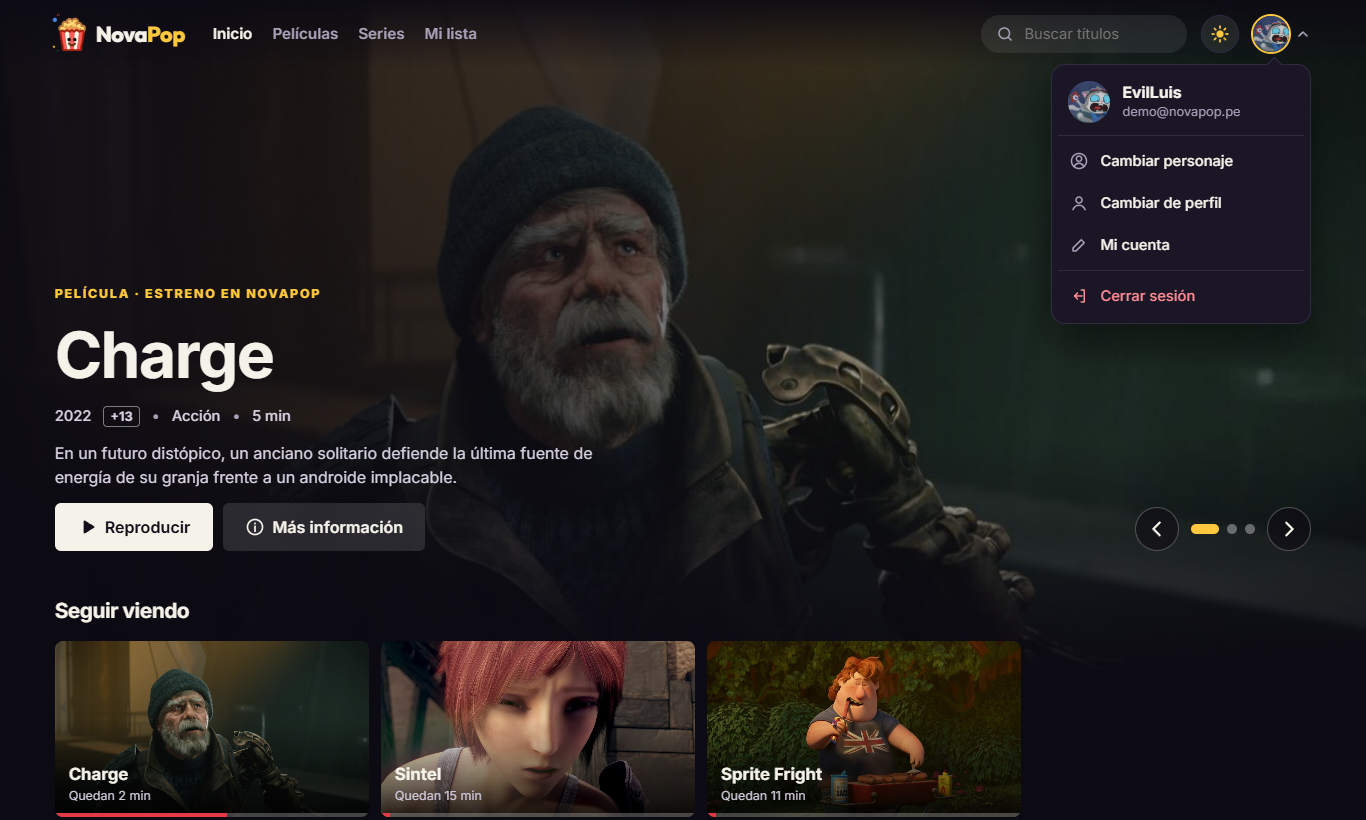 NovaPop
Inicio
Películas
Series
Mi lista
Buscar títulos
EvilLuis
demo@novapop.pe
Cambiar personaje
Cambiar de perfil
Mi cuenta
Cerrar sesión
PELÍCULA · ESTRENO EN NOVAPOP
Charge
2022 +13 • Acción • 5 min
En un futuro distópico, un anciano solitario defiende la última fuente de
energía de su granja frente a un androide implacable.
Reproducir
Más información
Seguir viendo
Charge
Quedan 2 min
Sintel
Quedan 15 min
Sprite Fright
Quedan 11 min